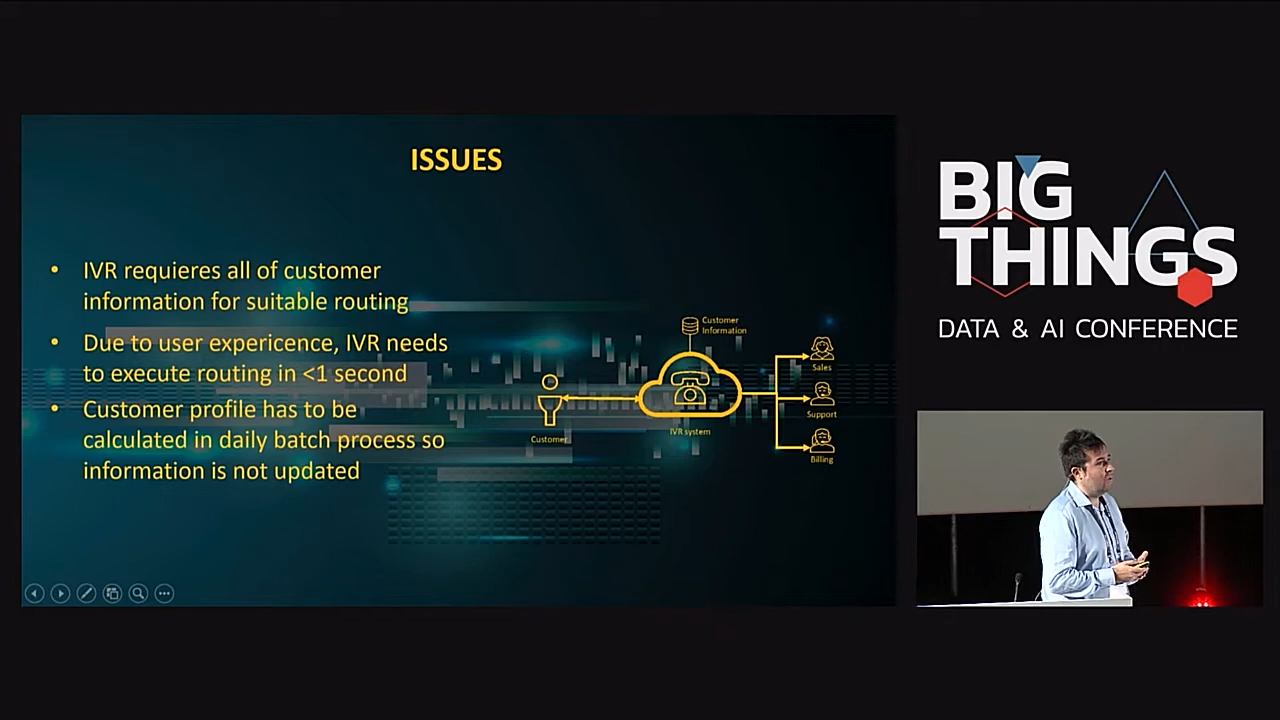 ISSUES
• IVR requieres all of customer
information for suitable routing
• Due to user expericence, IVR needs
to execute routing in <1 second
• Customer profile has to be
calculated in daily batch process so
information is not updated
Customer
Information
Customer
IVR system
Sales
Support
Billing
BIG
THINGS
DATA & AI CONFERENCE